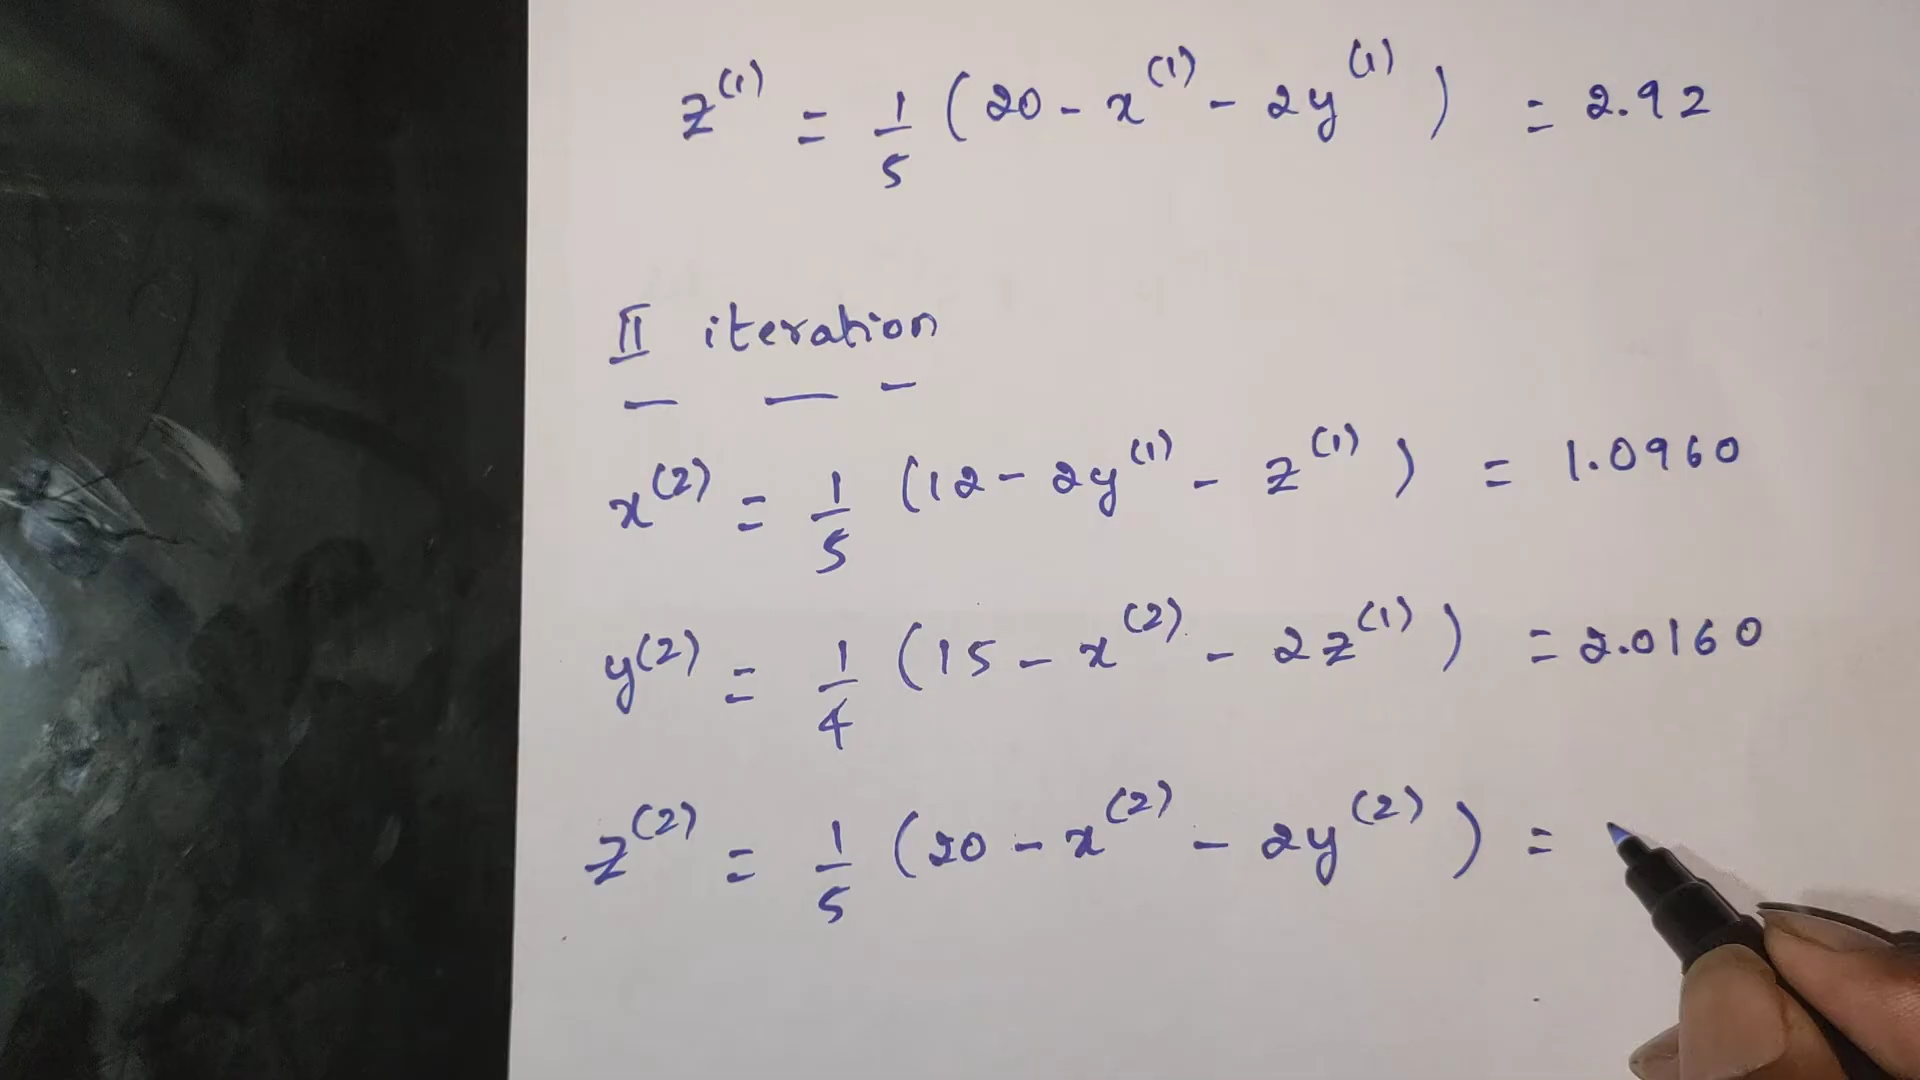 z^(1) = 1/5 (20 - x^(1) - 2y^(1)) = 2.92
II iteration
x^(2) = 1/5 (12 - 2y^(1) - z^(1)) = 1.0960
y^(2) = 1/4 (15 - x^(2) - 2z^(1)) = 2.0160
z^(2) = 1/5 (20 - x^(2) - 2y^(2)) =